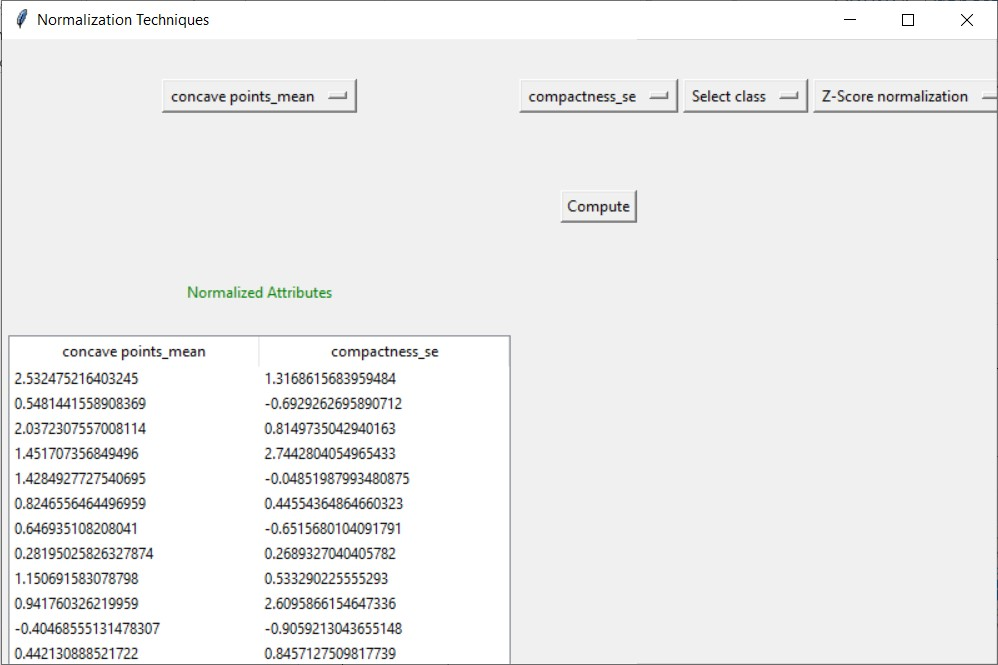 Normalization Techniques
concave points_mean compactness_se Select class Z-Score normalization
Compute
Normalized Attributes
concave points_mean compactness_se
2.532475216403245 1.3168615683959484
0.5481441558908369 -0.6929262695890712
2.0372307557008114 0.8149735042940163
1.451707356849496 2.7442804054965433
1.4284927727540695 -0.04851987993480875
0.8246556464496959 0.44554364864660323
0.646935108208041 -0.6515680104091791
0.28195025826327874 0.2689327040405782
1.150691583078798 0.533290225555293
0.941760326219959 2.6095866154647336
-0.40468555131478307 -0.9059213043655148
0.442130888521722 0.8457127509817739